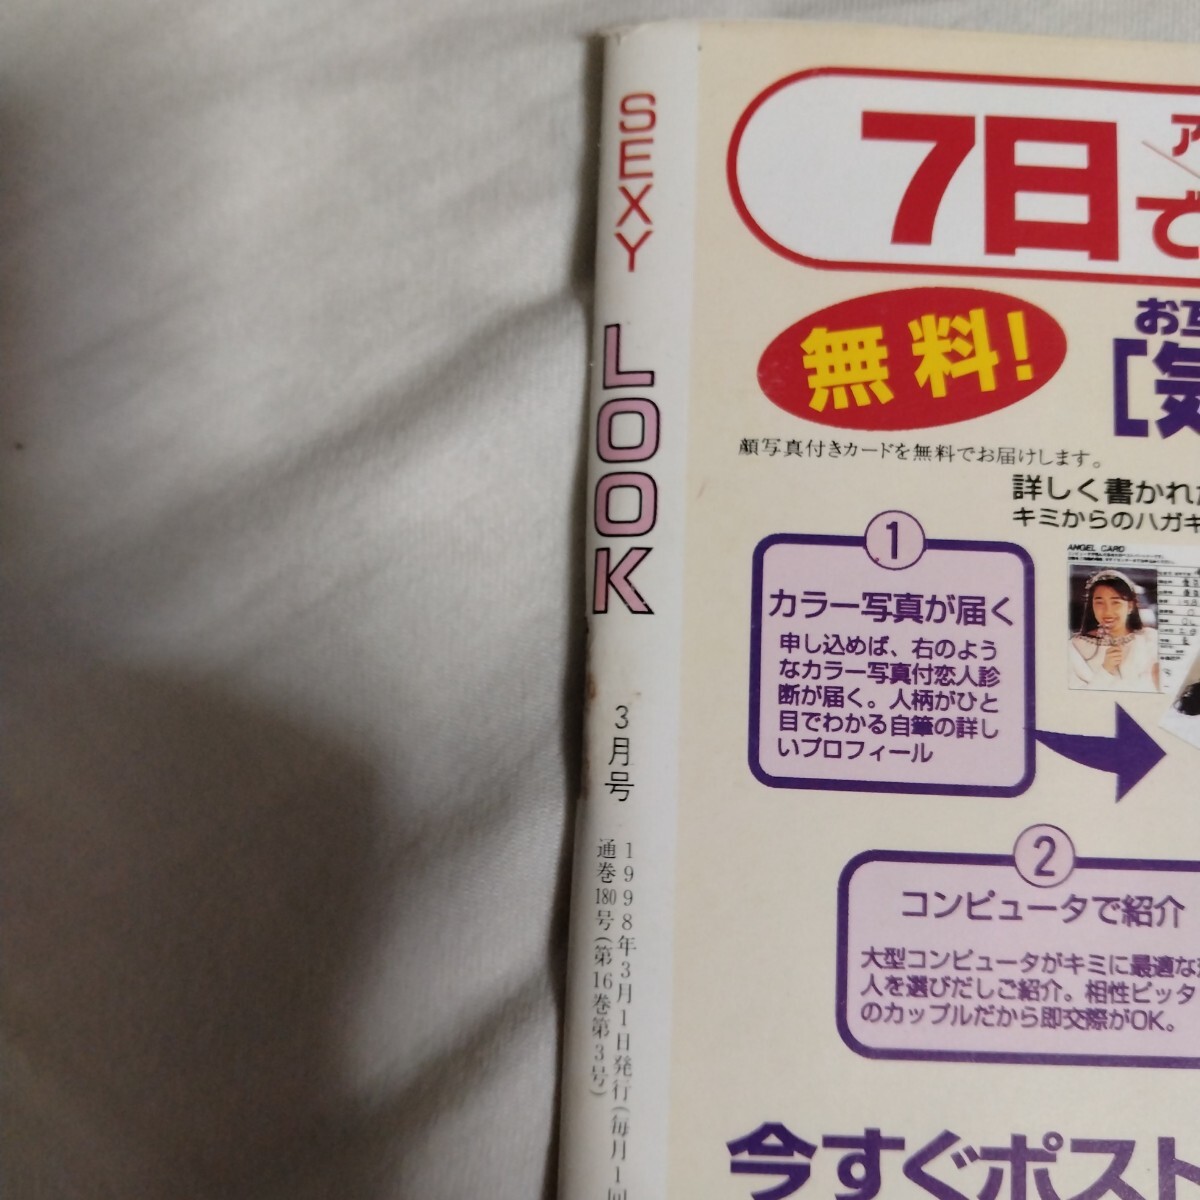 SEXY LOOK
3月号
1998年3月1日発行(毎月1回
通巻180号(第16巻第3号)
7日
で
無料!
お互
[気
顔写真付きカードを無料でお届けします。
詳しく書かれた
キミからのハガキ
1
カラー写真が届く
申し込めば、右のよう
なカラー写真付恋人診
断が届く。人柄がひと
目でわかる自筆の詳し
いプロフィール
ANGEL CARD
2
コンピュータで紹介
大型コンピュータがキミに最適な
人を選びだしご紹介。相性ピッタ
のカップルだから即交際がOK。
今すぐポスト